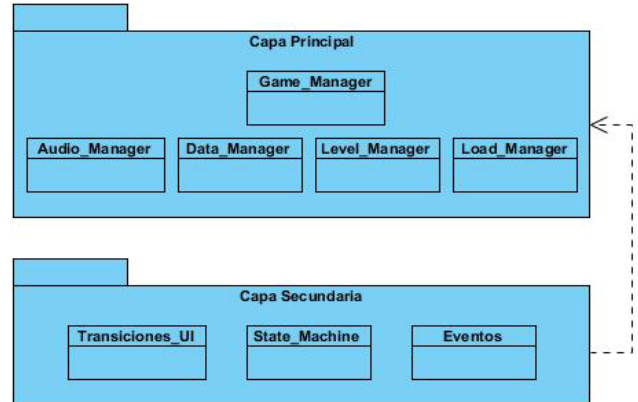 Capa Principal
Game_Manager
Audio_Manager Data_Manager Level_Manager Load_Manager
Capa Secundaria
Transiciones_UI State_Machine Eventos